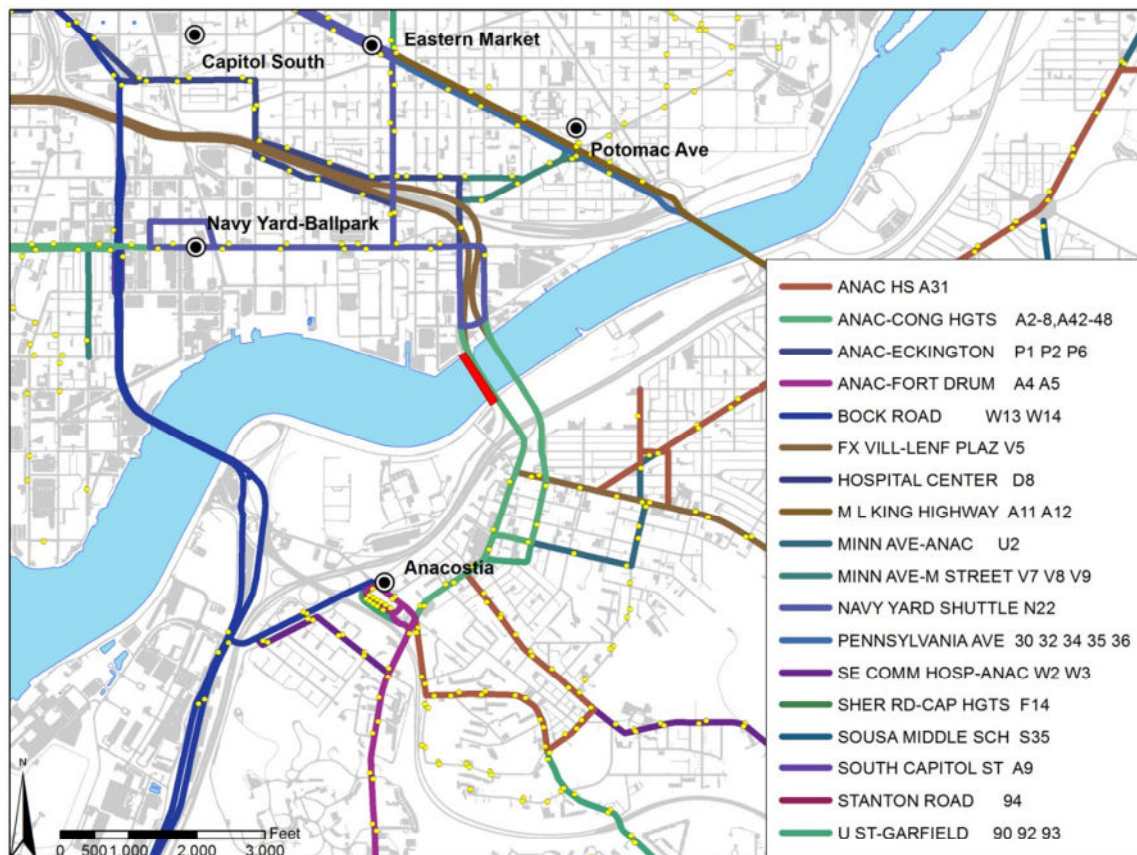 Eastern Market
Capitol South
Potomac Ave
Navy Yard-Ballpark
Anacostia
ANAC HS A31
ANAC-CONG HGTS A2-8,A42-48
ANAC-ECKINGTON P1 P2 P6
ANAC-FORT DRUM A4 A5
BOCK ROAD W13 W14
FX VILL-LENF PLAZ V5
HOSPITAL CENTER D8
M L KING HIGHWAY A11 A12
MINN AVE-ANAC U2
MINN AVE-M STREET V7 V8 V9
NAVY YARD SHUTTLE N22
PENNSYLVANIA AVE 30 32 34 35 36
SE COMM HOSP-ANAC W2 W3
SHER RD-CAP HGTS F14
SOUSA MIDDLE SCH S35
SOUTH CAPITOL ST A9
STANTON ROAD 94
U ST-GARFIELD 90 92 93
N
Feet
0 500 1,000 2,000 3,000